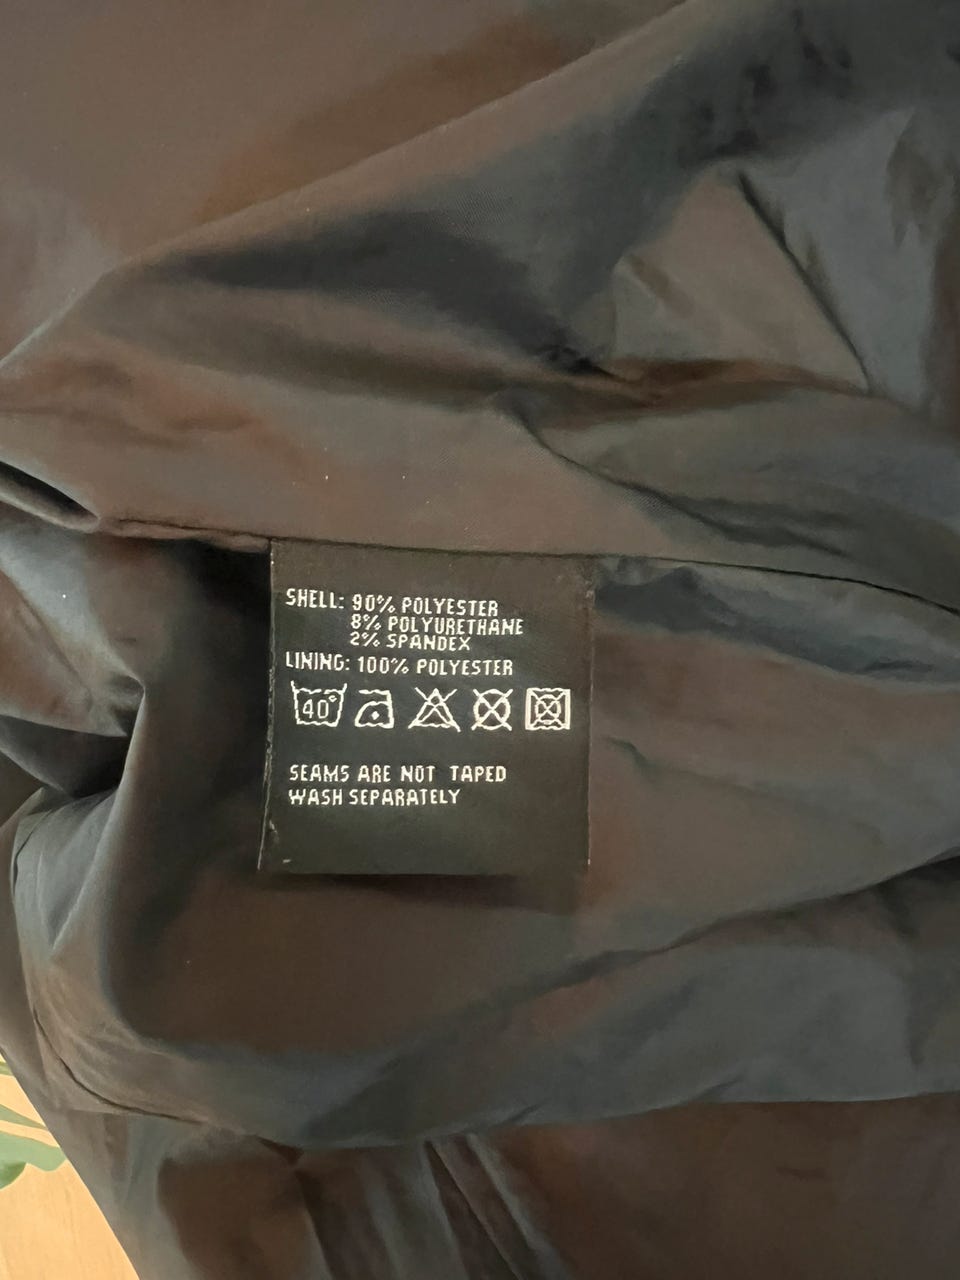 SHELL: 90% POLYESTER
8% POLYURETHANE
2% SPANDEX
LINING: 100% POLYESTER
40°
SEAMS ARE NOT TAPED
WASH SEPARATELY